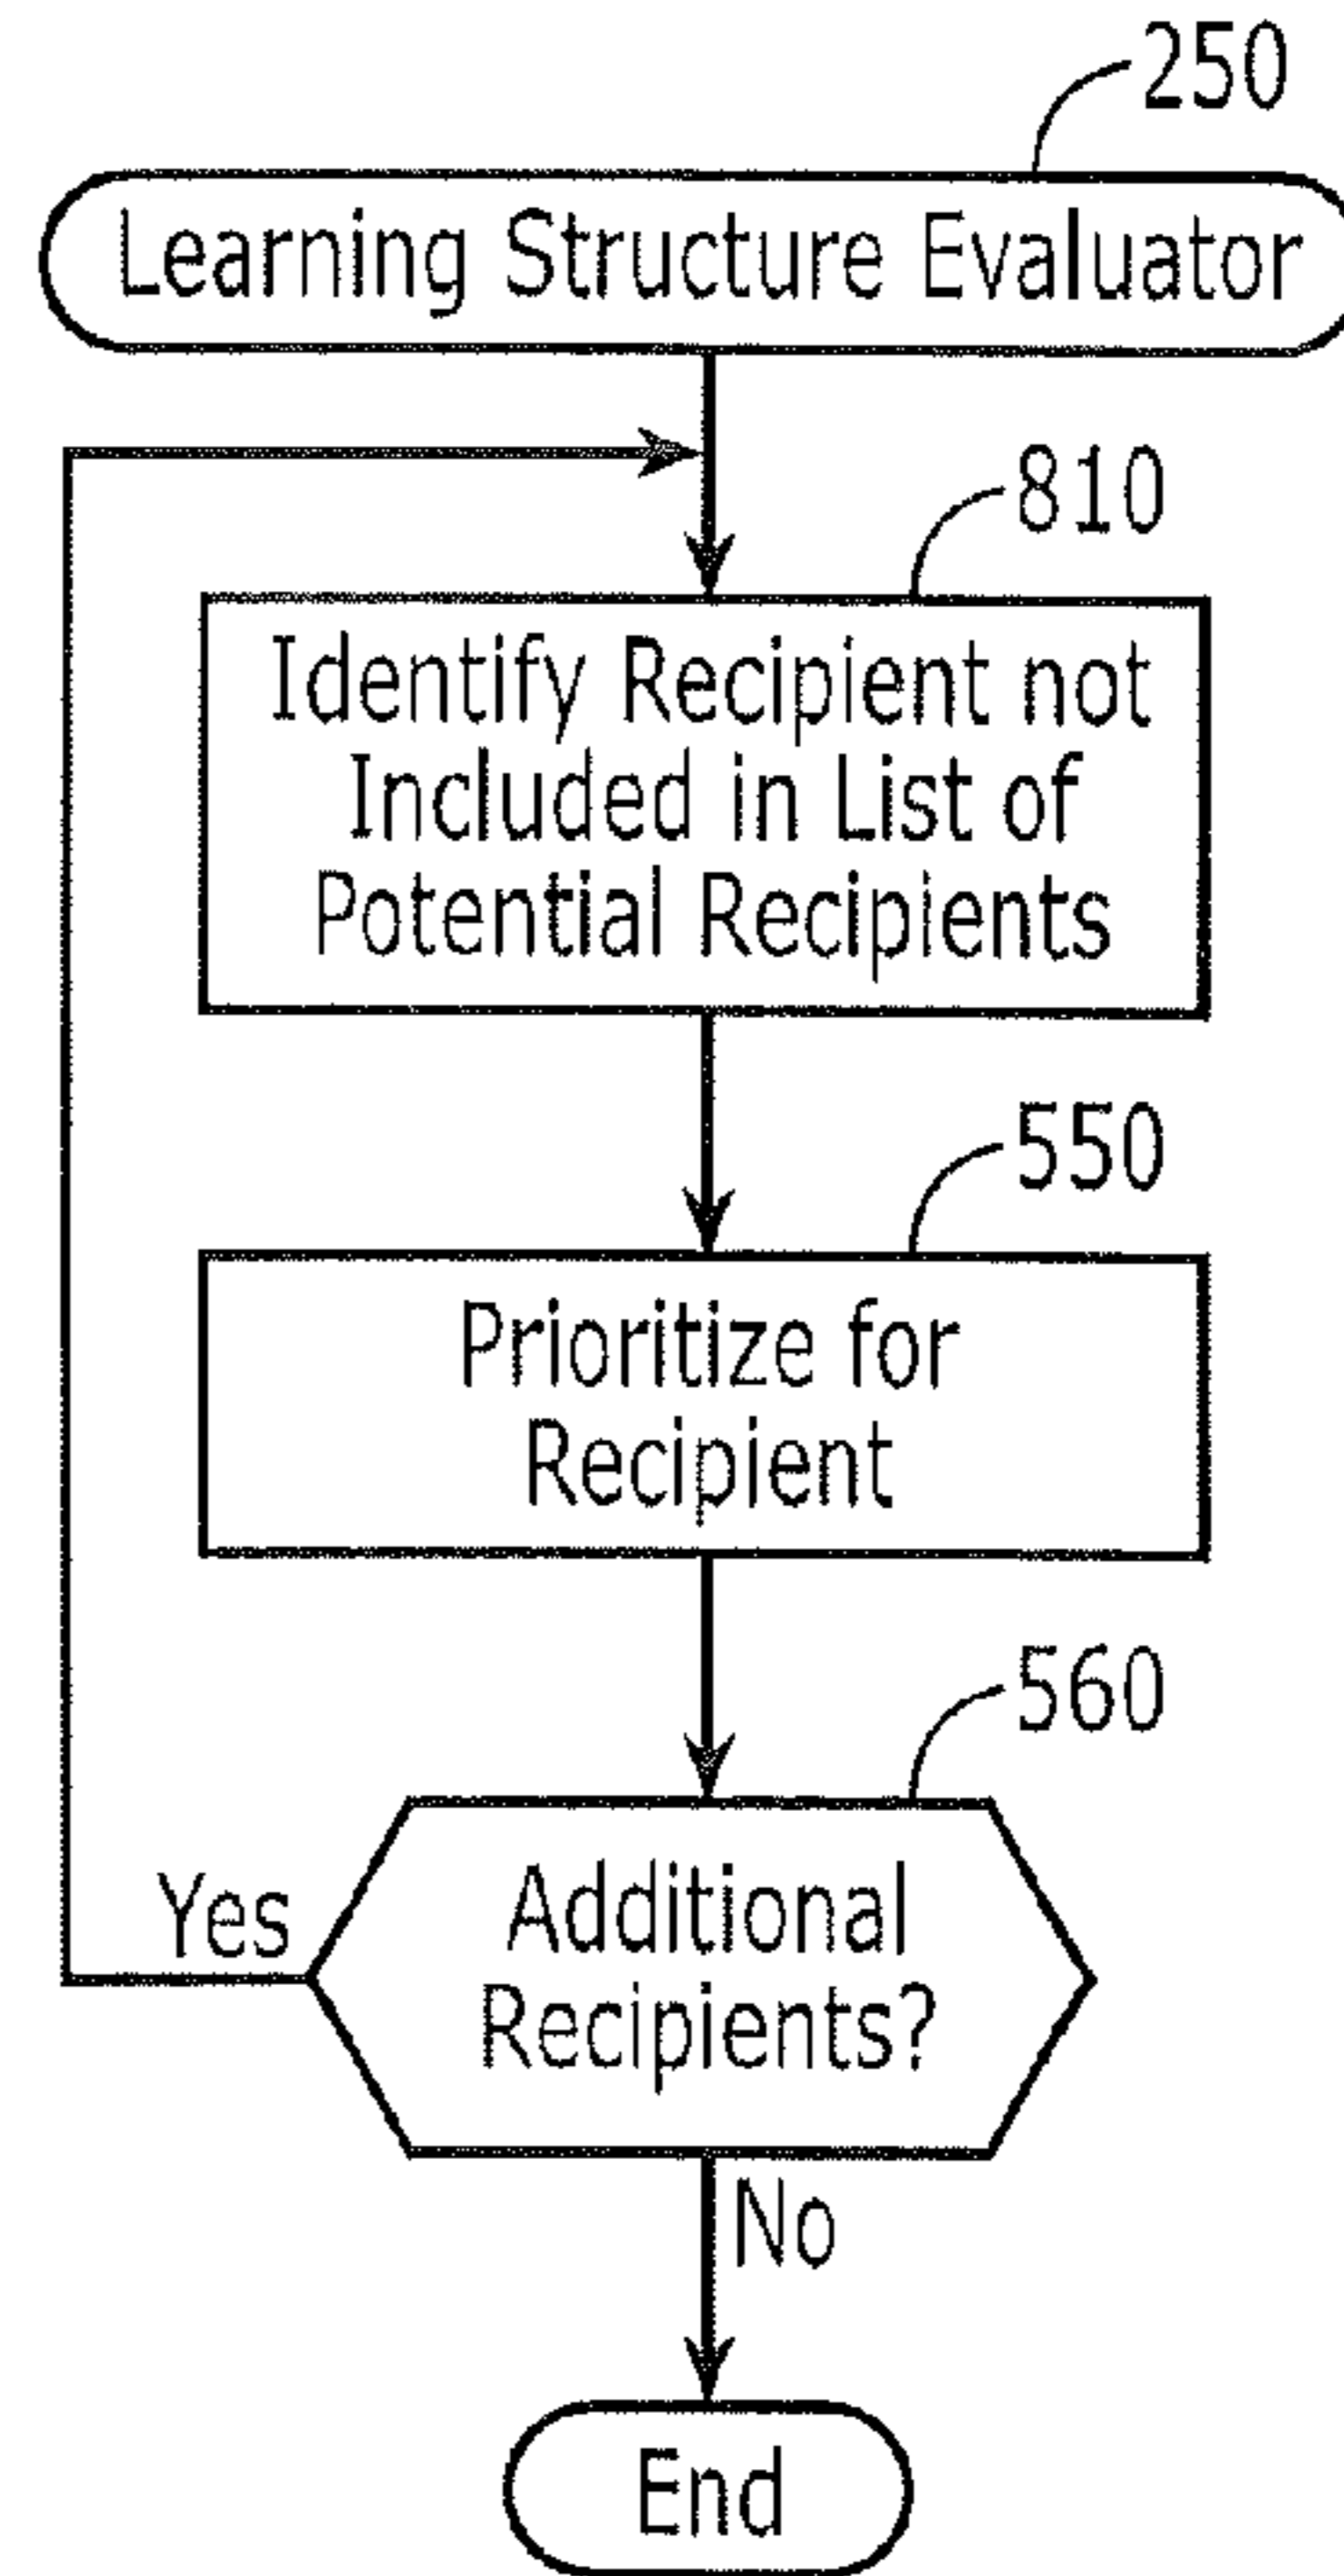 250
Learning Structure Evaluator
810
Identify Recipient not
Included in List of
Potential Recipients
550
Prioritize for
Recipient
560
Additional
Recipients?
Yes
No
End